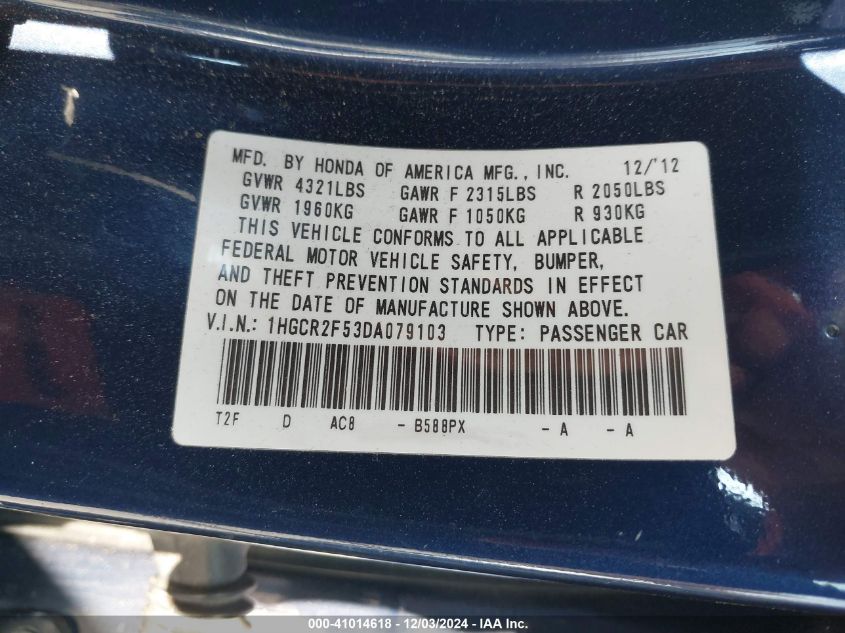 MFD. BY HONDA OF AMERICA MFG., INC. 12/'12
GVWR 4321LBS GAWR F 2315LBS R 2050LBS
GVWR 1960KG GAWR F 1050KG R 930KG
THIS VEHICLE CONFORMS TO ALL APPLICABLE
FEDERAL MOTOR VEHICLE SAFETY, BUMPER,
AND THEFT PREVENTION STANDARDS IN EFFECT
ON THE DATE OF MANUFACTURE SHOWN ABOVE.
V.I.N.: 1HGCR2F53DA079103 TYPE: PASSENGER CAR
T2F D AC8 - B588PX - A - A
000-41014618 - 12/03/2024 - IAA Inc.